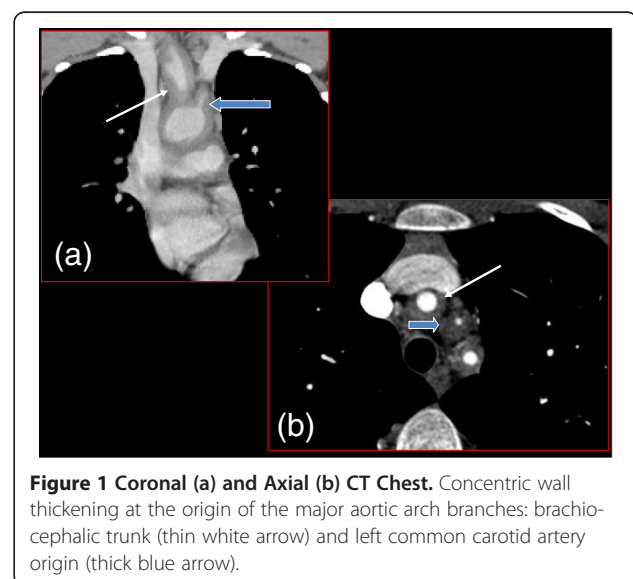 (a)
(b)
Figure 1 Coronal (a) and Axial (b) CT Chest. Concentric wall
thickening at the origin of the major aortic arch branches: brachio-
cephalic trunk (thin white arrow) and left common carotid artery
origin (thick blue arrow).